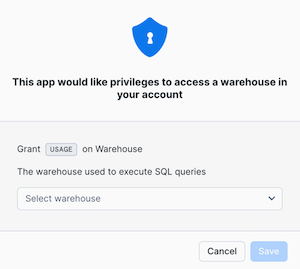 This app would like privileges to access a warehouse in
your account
Grant USAGE on Warehouse
The warehouse used to execute SQL queries
Select warehouse
Cancel Save